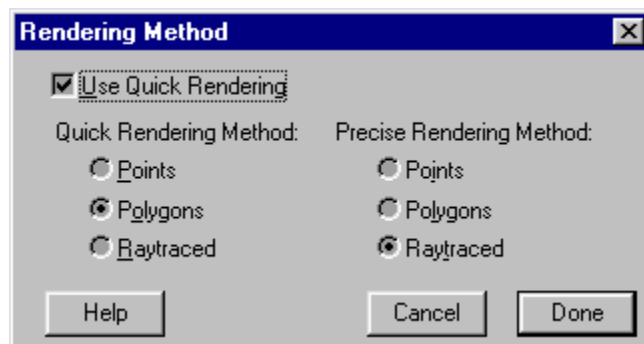 Rendering Method
Use Quick Rendering
Quick Rendering Method: Precise Rendering Method:
Points Points
Polygons Polygons
Raytraced Raytraced
Help Cancel Done